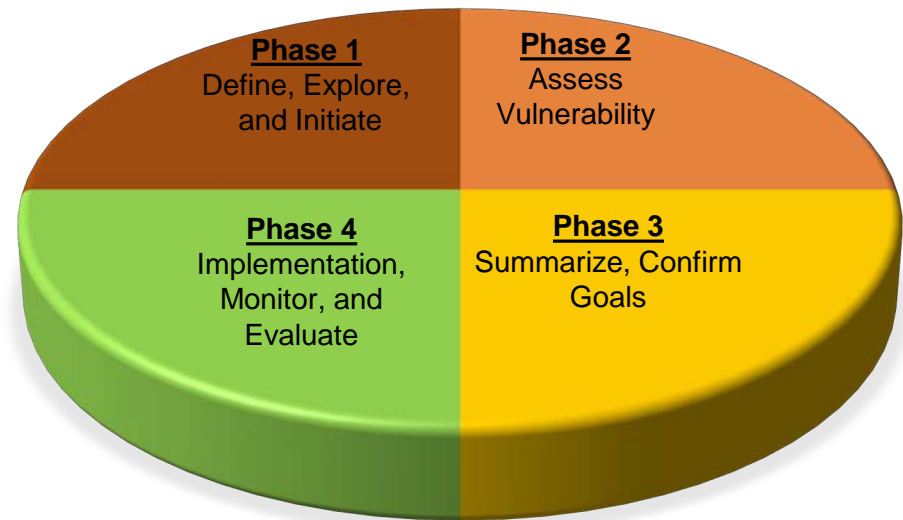 Phase 1
Define, Explore,
and Initiate
Phase 2
Assess
Vulnerability
Phase 3
Summarize, Confirm
Goals
Phase 4
Implementation,
Monitor, and
Evaluate